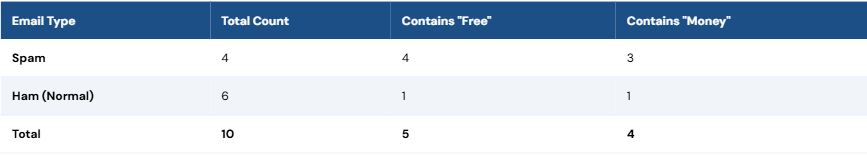 Email Type Total Count Contains "Free" Contains "Money"
Spam 4 4 3
Ham (Normal) 6 1 1
Total 10 5 4